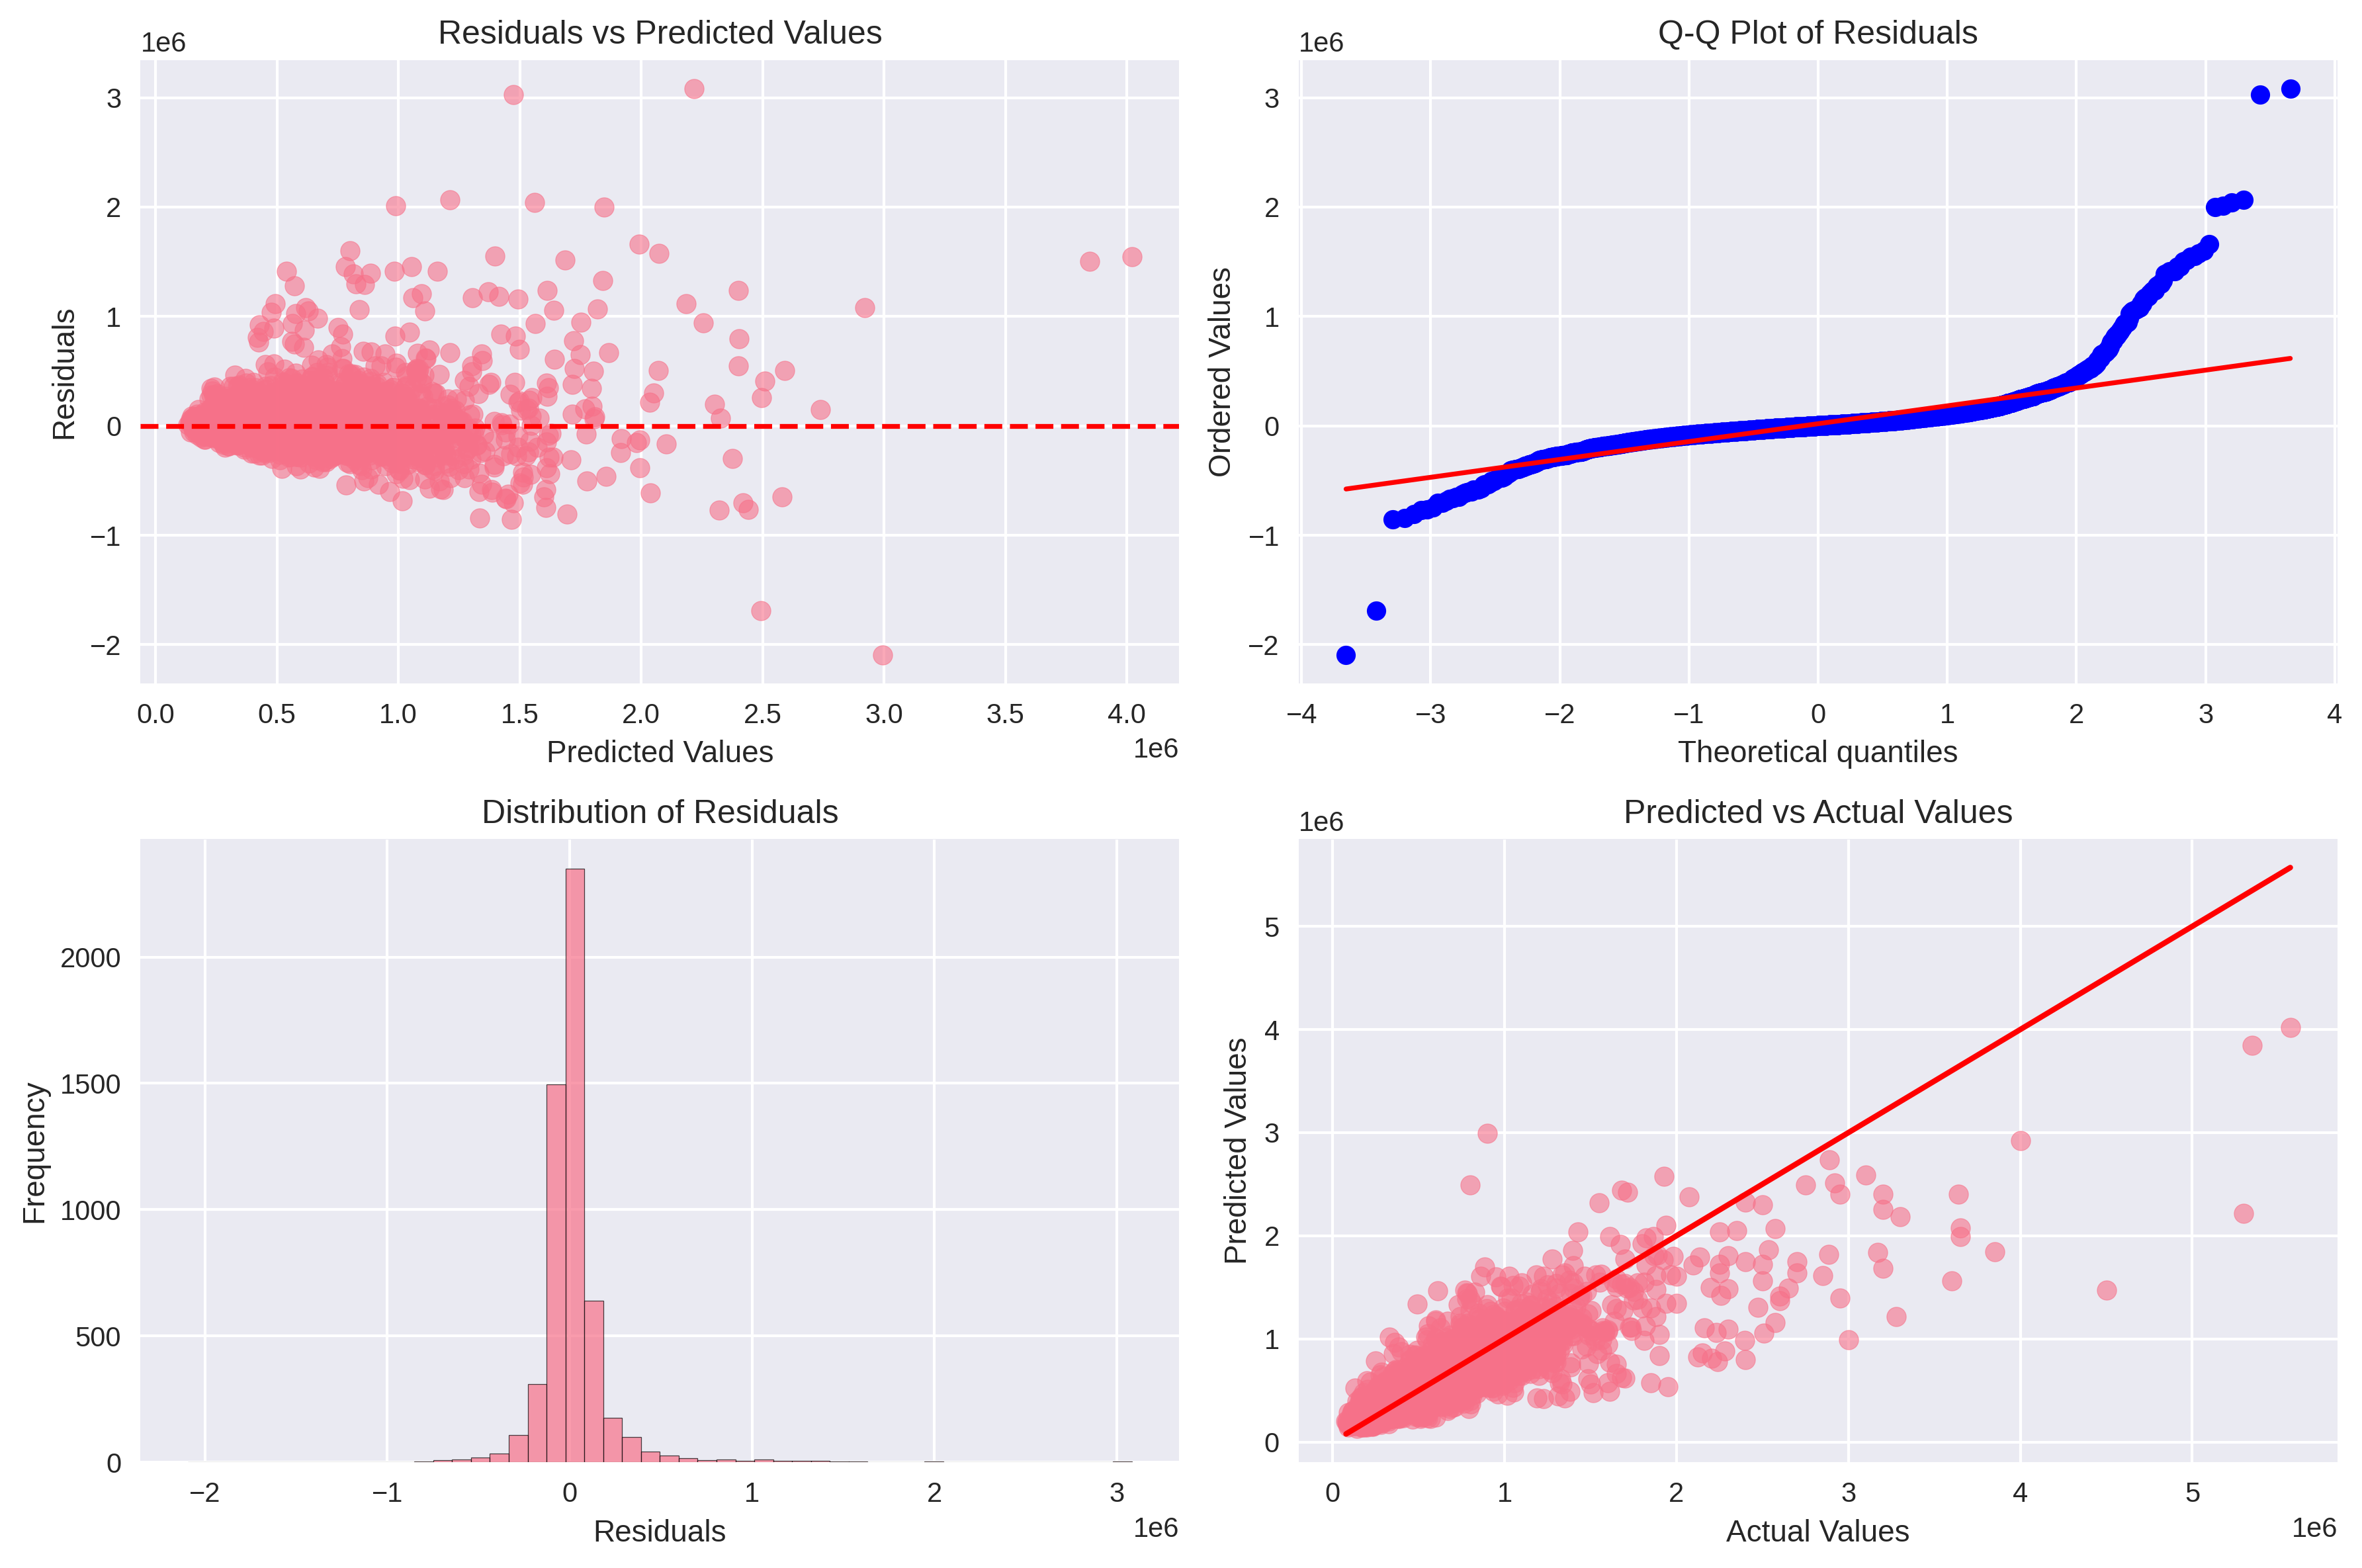 Residuals vs Predicted Values
1e6
3
2
1
0
−1
−2
Residuals
0.0 0.5 1.0 1.5 2.0 2.5 3.0 3.5 4.0
Predicted Values
1e6
Q-Q Plot of Residuals
1e6
3
2
1
0
−1
−2
Ordered Values
−4 −3 −2 −1 0 1 2 3 4
Theoretical quantiles
Distribution of Residuals
2000
1500
1000
500
0
Frequency
−2 −1 0 1 2 3
Residuals
1e6
Predicted vs Actual Values
1e6
5
4
3
2
1
0
Predicted Values
0 1 2 3 4 5
Actual Values
1e6